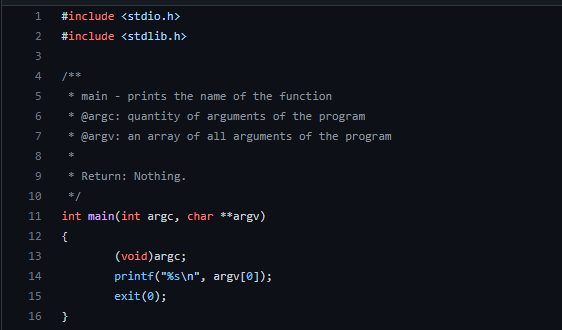 1 #include <stdio.h>
2 #include <stdlib.h>
3
4 /**
5  * main - prints the name of the function
6  * @argc: quantity of arguments of the program
7  * @argv: an array of all arguments of the program
8  *
9  * Return: Nothing.
10  */
11 int main(int argc, char **argv)
12 {
13         (void)argc;
14         printf("%s\n", argv[0]);
15         exit(0);
16 }